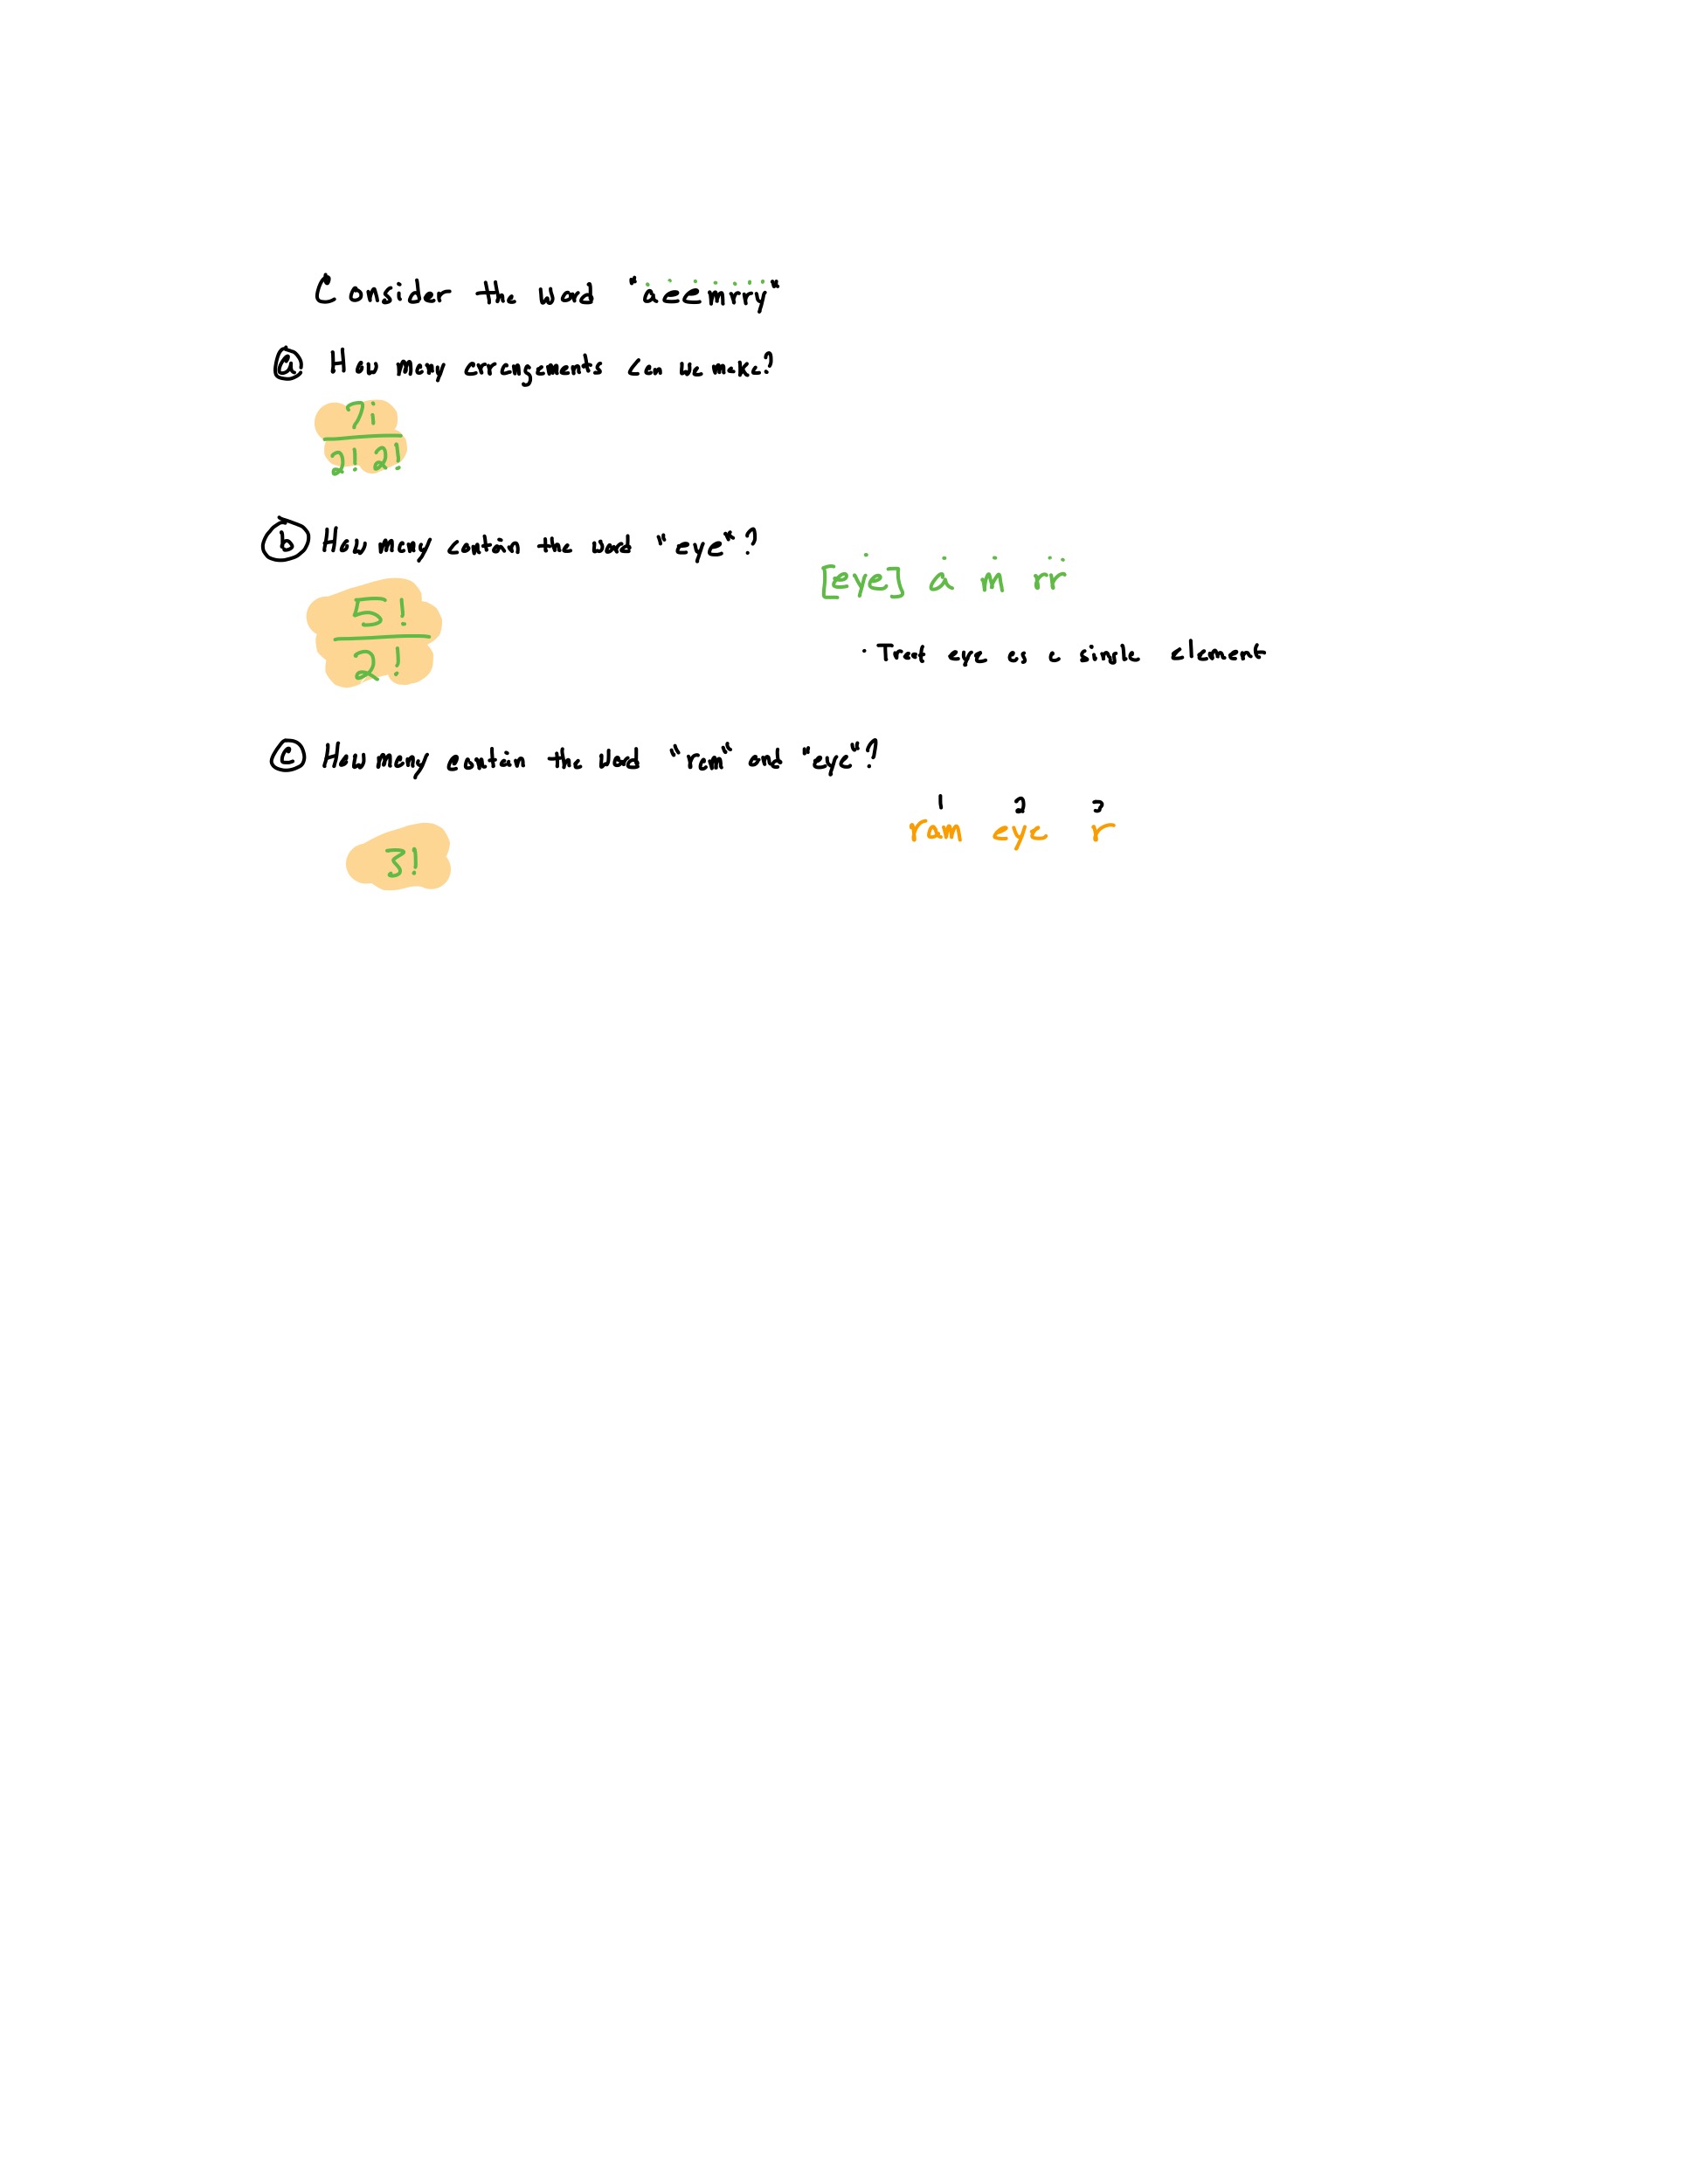 Consider the word "aeemrry"
(a) How many arrangements can we make?
7!
2! 2!
(b) How many contain the word "eye"?
[eye] a m rr
5!
2!
· Treat eye as a single element
(c) How many contain the word "ram" and "eye"?
1 2 3
ram eye r
3!